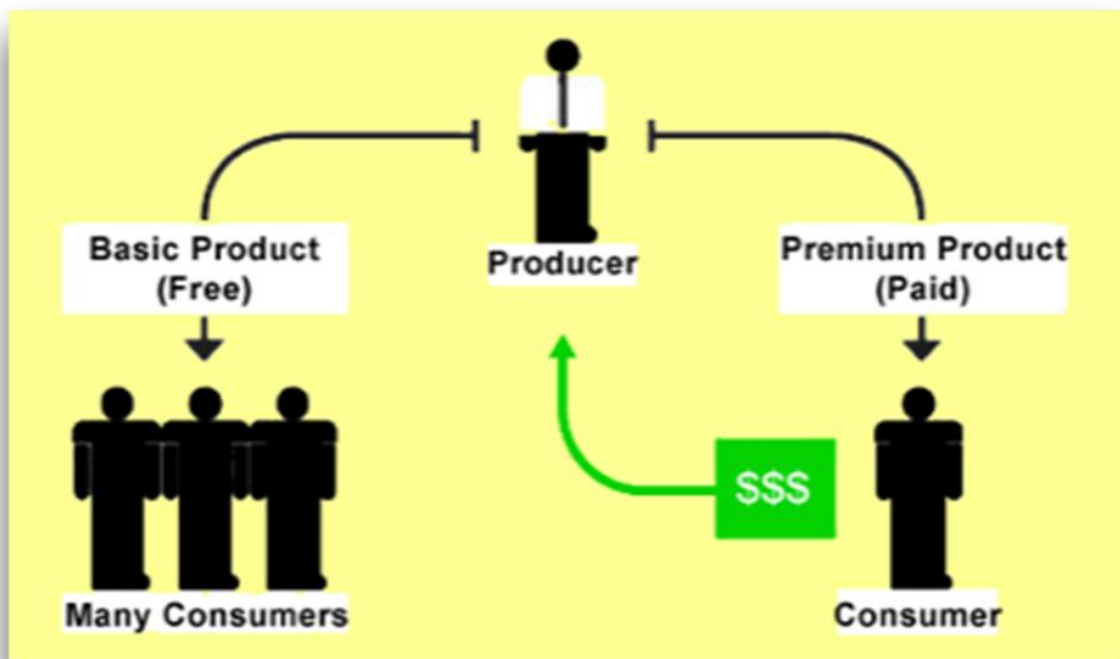 Producer
Basic Product
(Free)
Premium Product
(Paid)
$$$
Many Consumers
Consumer